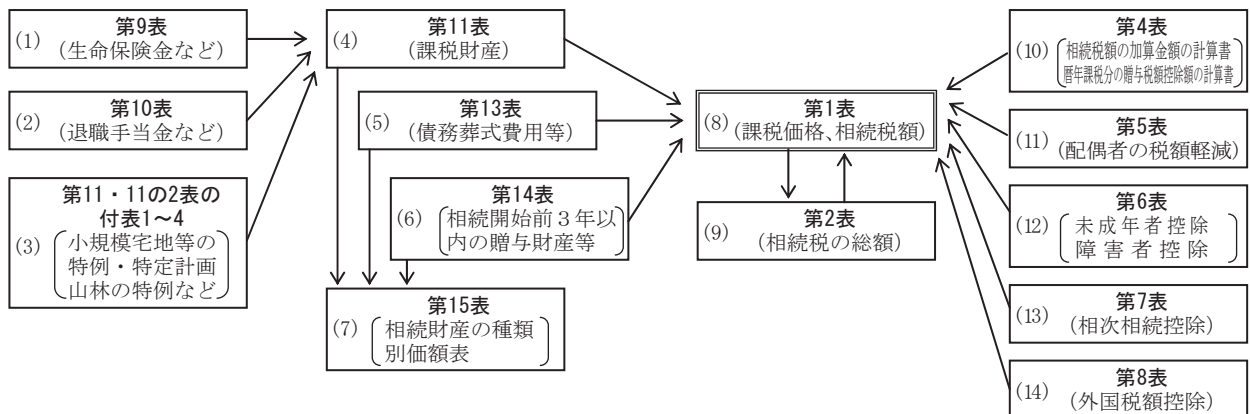 (1)
第9表
(生命保険金など)
(2)
第10表
(退職手当金など)
(3)
第11・11の2表の
付表1～4
小規模宅地等の
特例・特定計画
山林の特例など
(4)
第11表
(課税財産)
(5)
第13表
(債務葬式費用等)
(6)
第14表
相続開始前３年以
内の贈与財産等
(7)
第15表
相続財産の種類
別価額表
(8)
第1表
(課税価格、相続税額)
(9)
第2表
(相続税の総額)
(10)
第4表
相続税額の加算金額の計算書
暦年課税分の贈与税額控除額の計算書
(11)
第5表
(配偶者の税額軽減)
(12)
第6表
未成年者控除
障害者控除
(13)
第7表
(相次相続控除)
(14)
第8表
(外国税額控除)